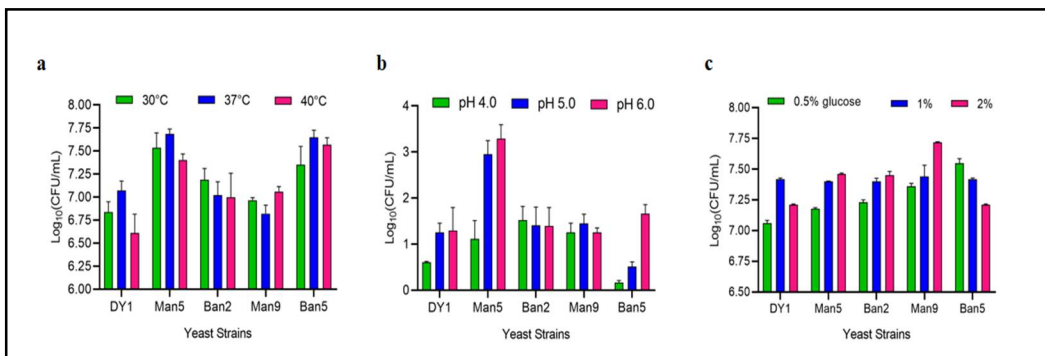 a
30°C 37°C 40°C
8.00
7.75
7.50
7.25
7.00
6.75
6.50
6.25
6.00
Log10(CFU/mL)
DY1 Man5 Ban2 Man9 Ban5
Yeast Strains
b
pH 4.0 pH 5.0 pH 6.0
4
3
2
1
0
Log10(CFU/mL)
DY1 Man5 Ban2 Man9 Ban5
Yeast Strains
c
0.5% glucose 1% 2%
8.00
7.75
7.50
7.25
7.00
6.75
6.50
Log10(CFU/mL)
DY1 Man5 Ban2 Man9 Ban5
Yeast Strains